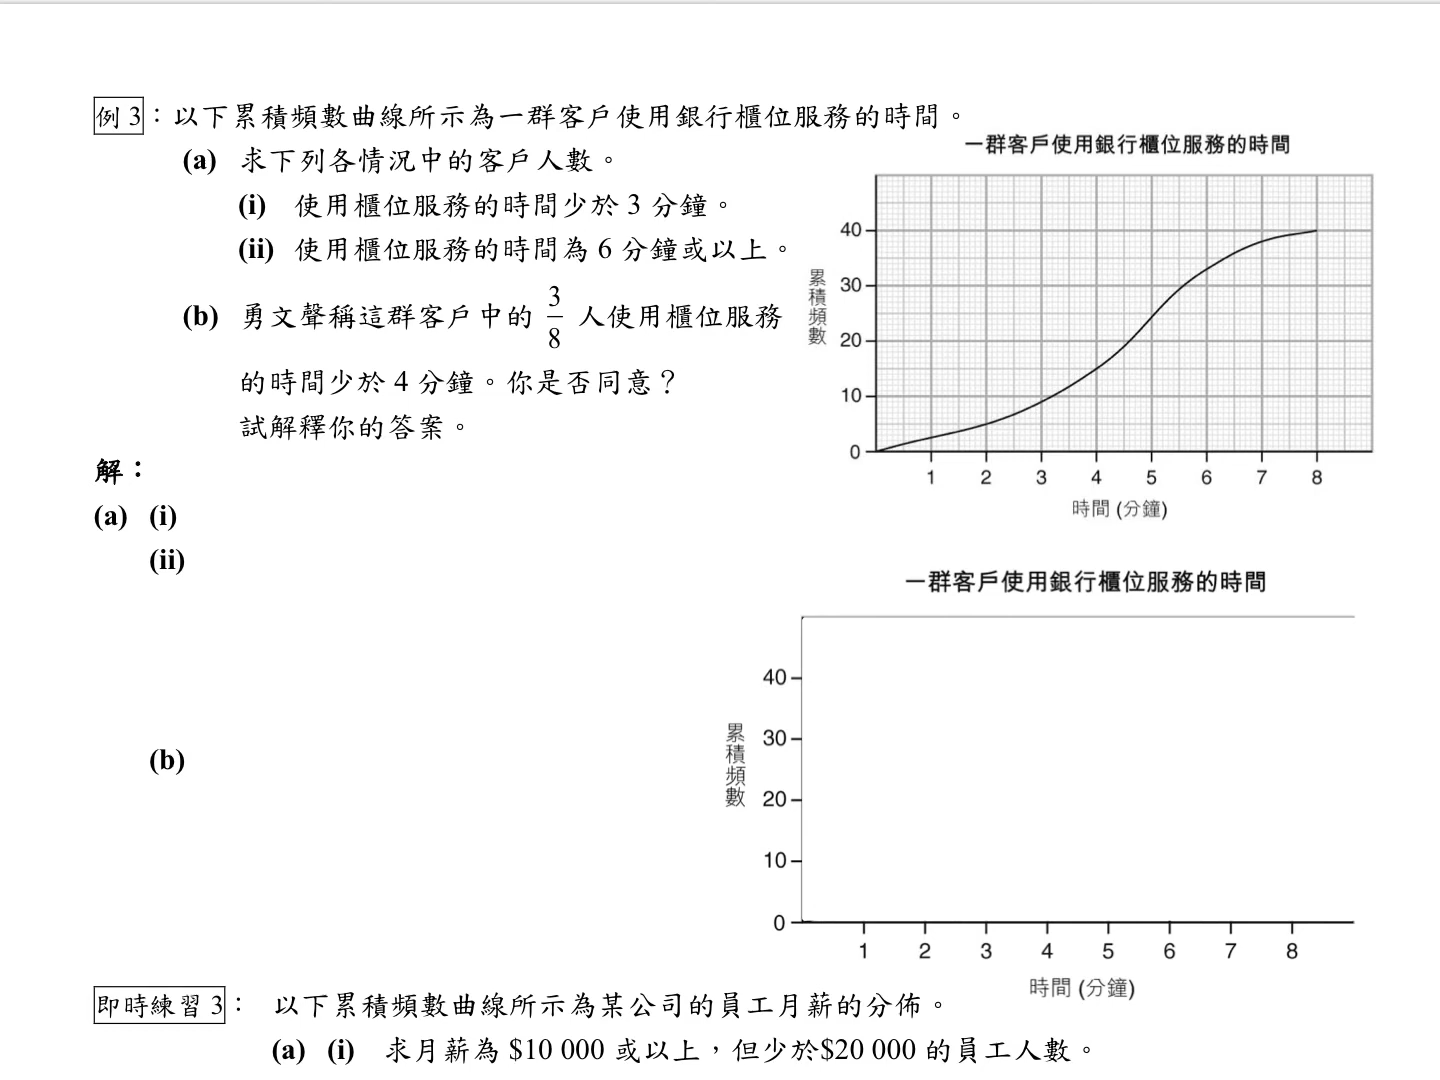 例 3：以下累積頻數曲線所示為一群客戶使用銀行櫃位服務的時間。
(a) 求下列各情況中的客戶人數。
(i) 使用櫃位服務的時間少於 3 分鐘。
(ii) 使用櫃位服務的時間為 6 分鐘或以上。
(b) 勇文聲稱這群客戶中的 3/8 人使用櫃位服務
的時間少於 4 分鐘。你是否同意？
試解釋你的答案。
一群客戶使用銀行櫃位服務的時間
累積頻數
40
30
20
10
0
1 2 3 4 5 6 7 8
時間 (分鐘)
解：
(a) (i)
(ii)
(b)
一群客戶使用銀行櫃位服務的時間
累積頻數
40
30
20
10
0
1 2 3 4 5 6 7 8
時間 (分鐘)
即時練習 3： 以下累積頻數曲線所示為某公司的員工月薪的分佈。
(a) (i) 求月薪為 $10 000 或以上，但少於$20 000 的員工人數。